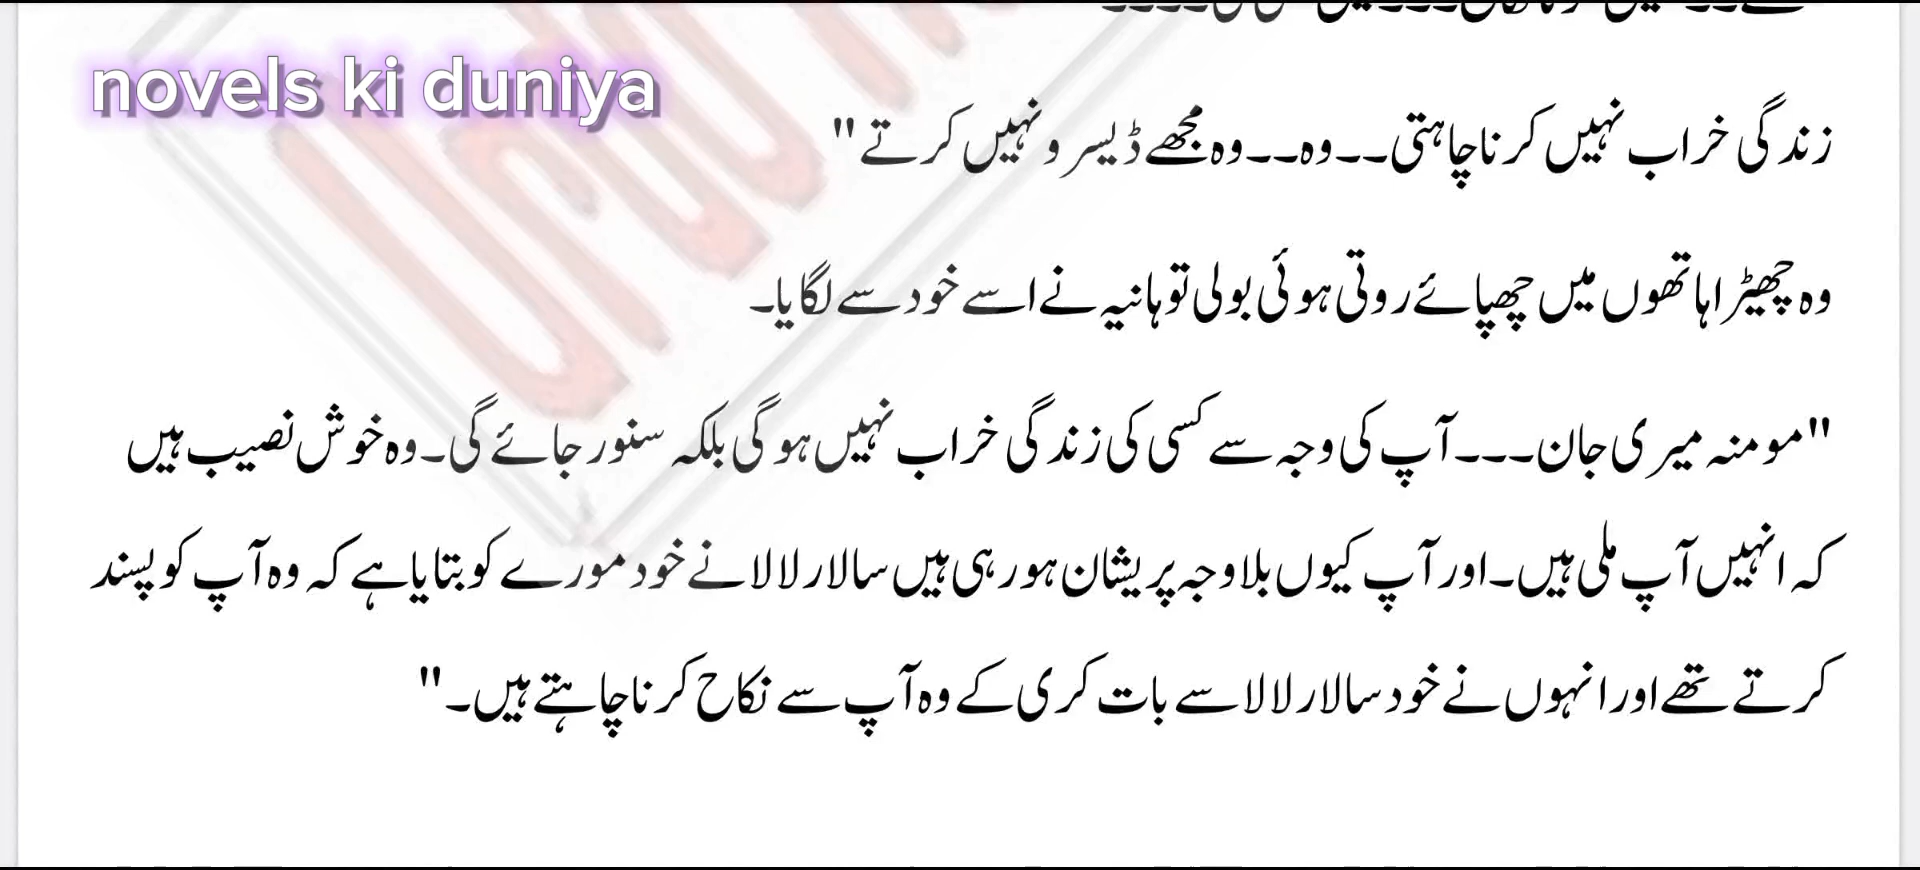 novels ki duniya
زندگی خراب نہیں کرنا چاہتی۔۔۔وہ۔۔وہ مجھے ڈیسرو نہیں کرتے"
وہ چھیڑا ہاتھوں میں چھپائے روتی ہوئی بولی تو ہانیہ نے اسے خود سے لگایا۔
"مومنہ میری جان۔۔۔آپ کی وجہ سے کسی کی زندگی خراب نہیں ہوگی بلکہ سنور جائے گی۔وہ خوش نصیب ہیں
کہ انہیں آپ ملی ہیں۔اور آپ کیوں بلاوجہ پریشان ہورہی ہیں سالار لالا نے خود مورے کو بتایا ہے کہ وہ آپ کو پسند
کرتے تھے اور انہوں نے خود سالار لالا سے بات کری کے وہ آپ سے نکاح کرنا چاہتے ہیں۔"